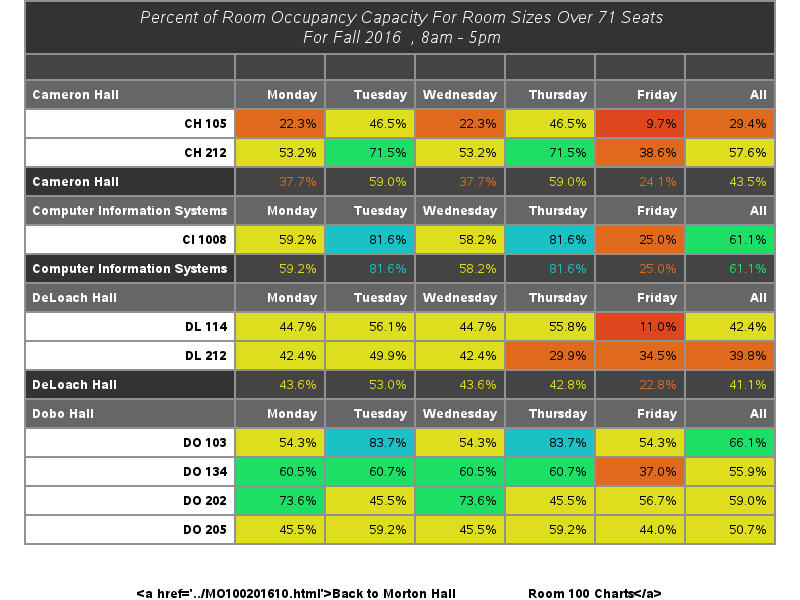 Percent of Room Occupancy Capacity For Room Sizes Over 71 Seats
For Fall 2016 , 8am - 5pm
Cameron Hall Monday Tuesday Wednesday Thursday Friday All
CH 105 22.3% 46.5% 22.3% 46.5% 9.7% 29.4%
CH 212 53.2% 71.5% 53.2% 71.5% 38.6% 57.6%
Cameron Hall 37.7% 59.0% 37.7% 59.0% 24.1% 43.5%
Computer Information Systems Monday Tuesday Wednesday Thursday Friday All
CI 1008 59.2% 81.6% 58.2% 81.6% 25.0% 61.1%
Computer Information Systems 59.2% 81.6% 58.2% 81.6% 25.0% 61.1%
DeLoach Hall Monday Tuesday Wednesday Thursday Friday All
DL 114 44.7% 56.1% 44.7% 55.8% 11.0% 42.4%
DL 212 42.4% 49.9% 42.4% 29.9% 34.5% 39.8%
DeLoach Hall 43.6% 53.0% 43.6% 42.8% 22.8% 41.1%
Dobo Hall Monday Tuesday Wednesday Thursday Friday All
DO 103 54.3% 83.7% 54.3% 83.7% 54.3% 66.1%
DO 134 60.5% 60.7% 60.5% 60.7% 37.0% 55.9%
DO 202 73.6% 45.5% 73.6% 45.5% 56.7% 59.0%
DO 205 45.5% 59.2% 45.5% 59.2% 44.0% 50.7%
<a href='../MO100201610.html'>Back to Morton Hall Room 100 Charts</a>